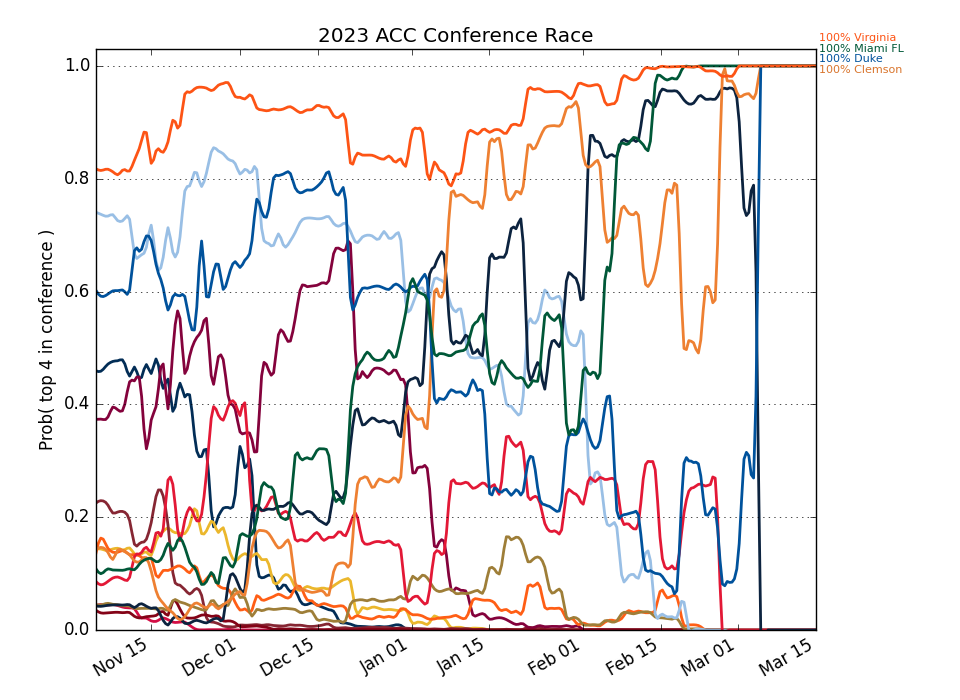 2023 ACC Conference Race
100% Virginia
100% Miami FL
100% Duke
100% Clemson
Prob( top 4 in conference )
1.0
0.8
0.6
0.4
0.2
0.0
Nov 15
Dec 01
Dec 15
Jan 01
Jan 15
Feb 01
Feb 15
Mar 01
Mar 15